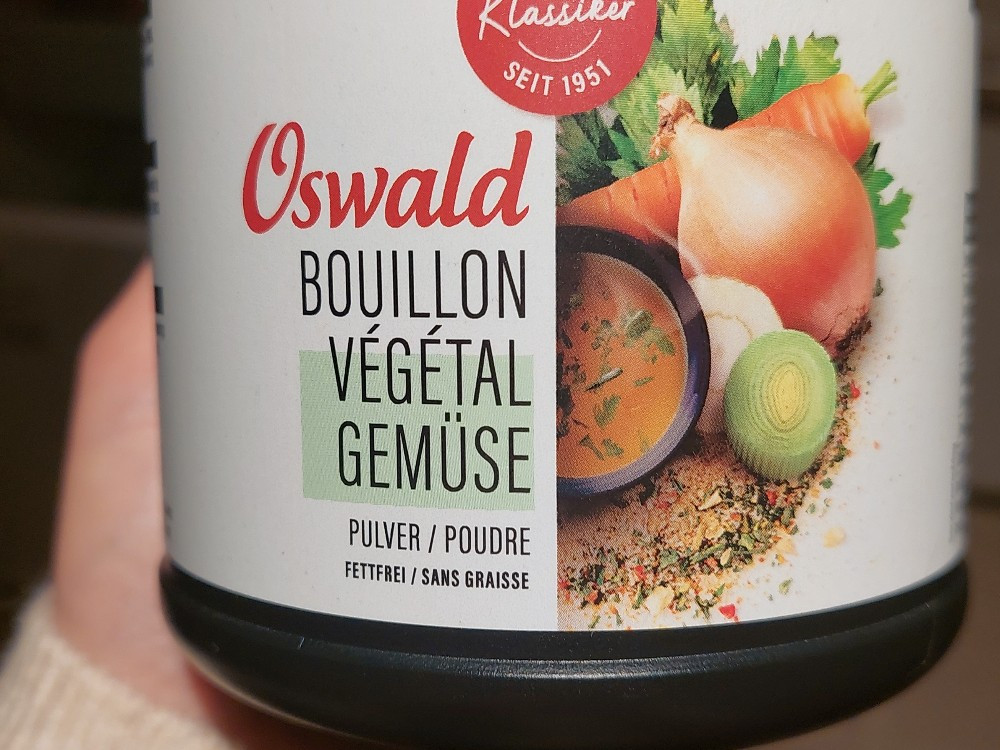 Klassiker
SEIT 1951
Oswald
BOUILLON
VÉGÉTAL
GEMÜSE
PULVER / POUDRE
FETTFREI / SANS GRAISSE